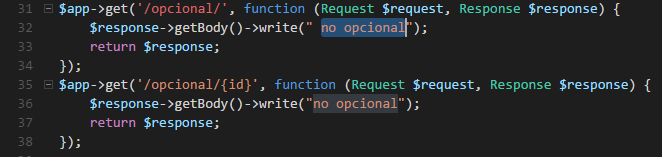 31 $app->get('/opcional/', function (Request $request, Response $response) {
32     $response->getBody()->write(" no opcional");
33     return $response;
34 });
35 $app->get('/opcional/{id}', function (Request $request, Response $response) {
36     $response->getBody()->write("no opcional");
37     return $response;
38 });